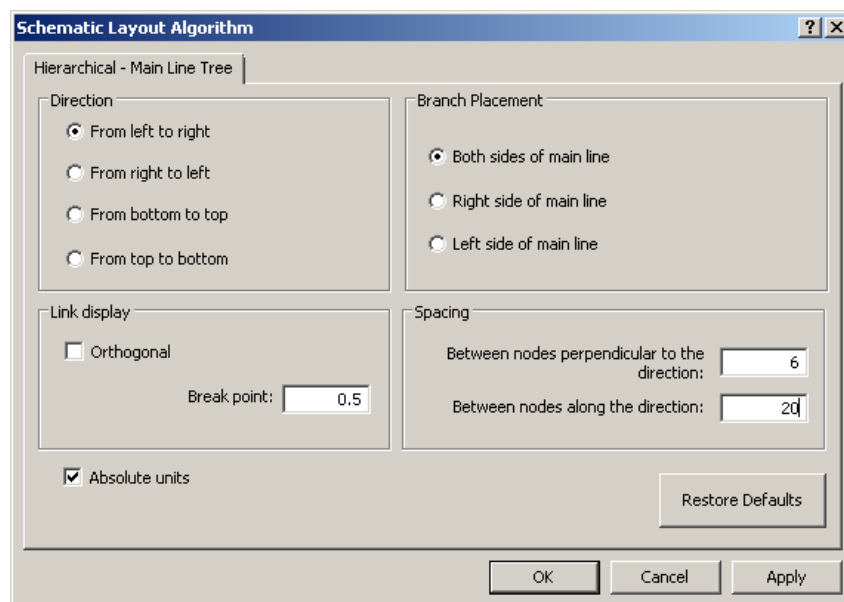 Schematic Layout Algorithm
Hierarchical - Main Line Tree
Direction
From left to right
From right to left
From bottom to top
From top to bottom
Branch Placement
Both sides of main line
Right side of main line
Left side of main line
Link display
Orthogonal
Break point: 0.5
Spacing
Between nodes perpendicular to the
direction: 6
Between nodes along the direction: 20
Absolute units
Restore Defaults
OK Cancel Apply